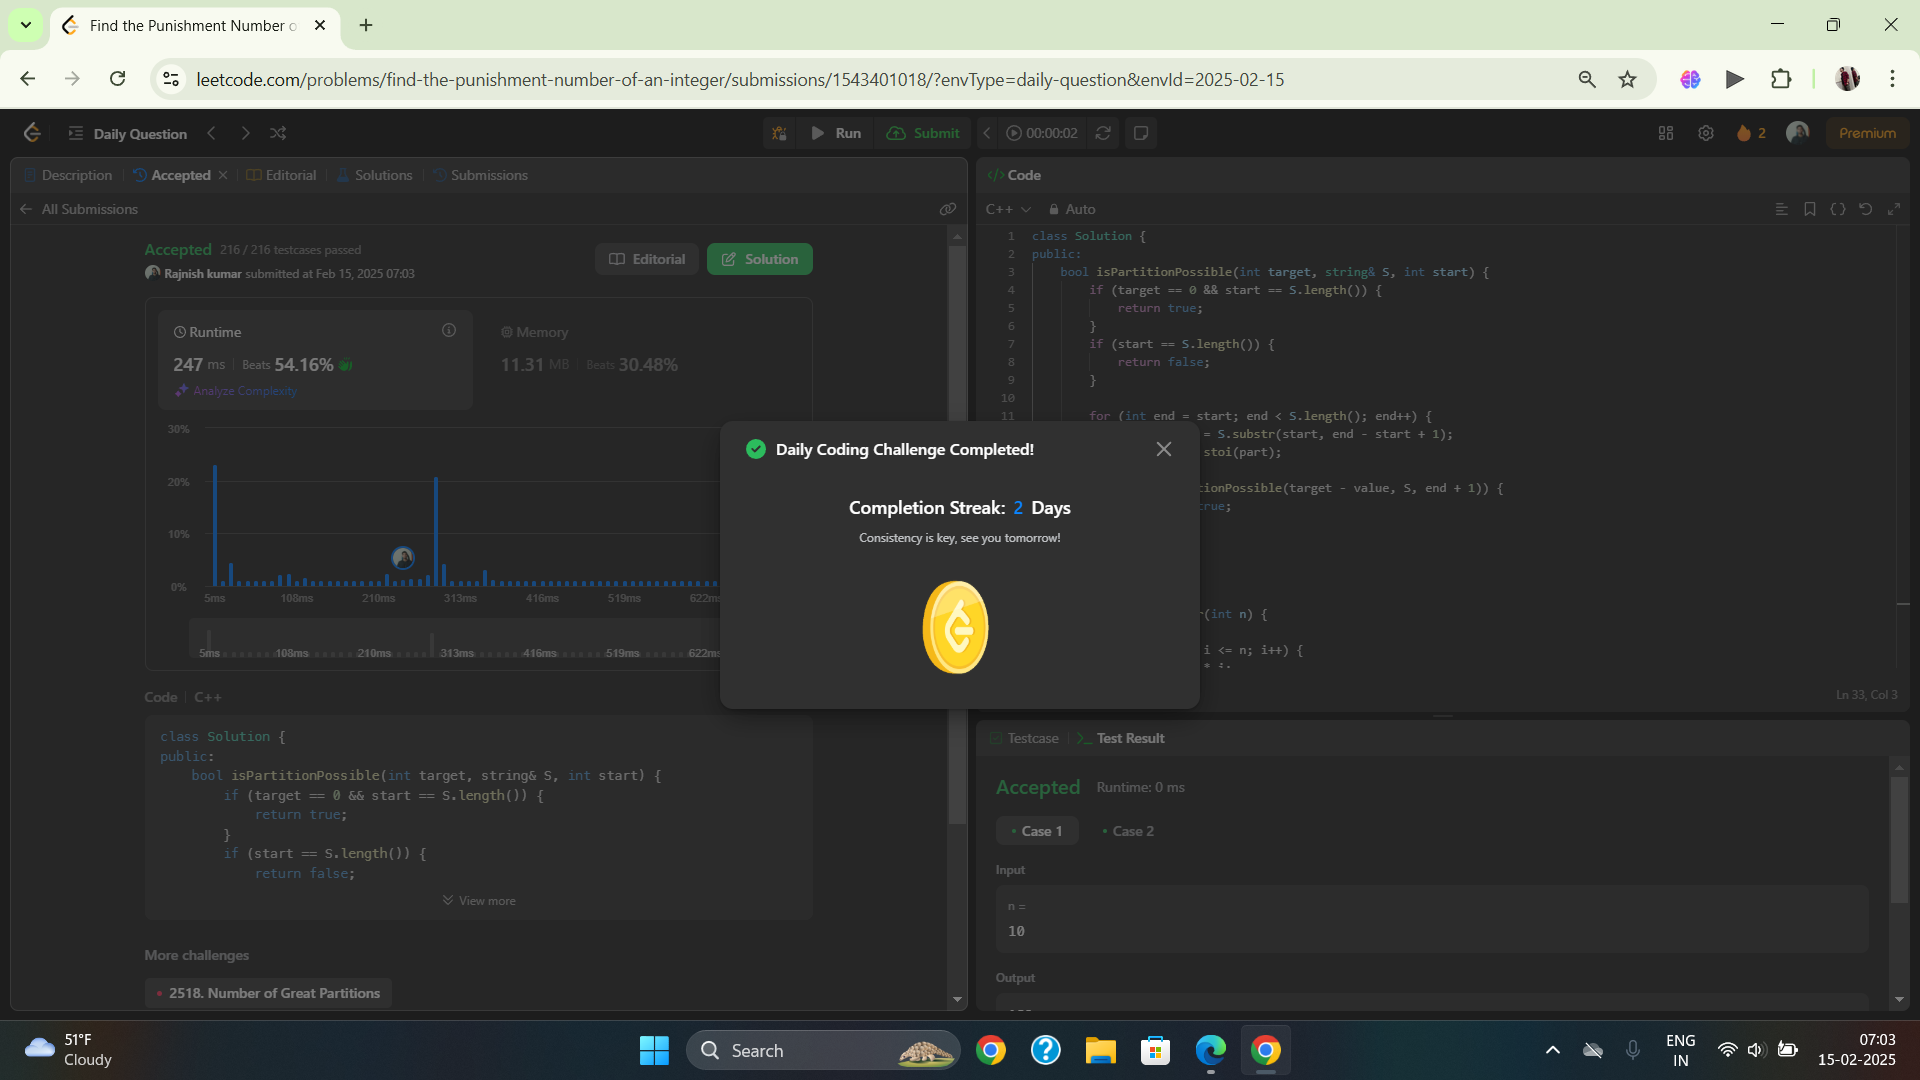 Find the Punishment Number o
leetcode.com/problems/find-the-punishment-number-of-an-integer/submissions/1543401018/?envType=daily-question&envId=2025-02-15
Daily Question
Run
Submit
00:00:02
2
Premium
Description
Accepted
Editorial
Solutions
Submissions
All Submissions
Accepted 216 / 216 testcases passed
Rajnish kumar submitted at Feb 15, 2025 07:03
Editorial
Solution
Runtime
247 ms Beats 54.16%
Analyze Complexity
Memory
11.31 MB Beats 30.48%
30%
20%
10%
0%
5ms 108ms 210ms 313ms 416ms 519ms 622ms
5ms 108ms 210ms 313ms 416ms 519ms 622ms
Code C++
class Solution {
public:
bool isPartitionPossible(int target, string& S, int start) {
if (target == 0 && start == S.length()) {
return true;
}
if (start == S.length()) {
return false;
View more
More challenges
2518. Number of Great Partitions
Daily Coding Challenge Completed!
Completion Streak: 2 Days
Consistency is key, see you tomorrow!
</> Code
C++ Auto
1 class Solution {
2 public:
3 bool isPartitionPossible(int target, string& S, int start) {
4 if (target == 0 && start == S.length()) {
5 return true;
6 }
7 if (start == S.length()) {
8 return false;
9 }
10
11 for (int end = start; end < S.length(); end++) {
= S.substr(start, end - start + 1);
stoi(part);
ionPossible(target - value, S, end + 1)) {
rue;
r(int n) {
i <= n; i++) {
* i;
Ln 33, Col 3
Testcase
>_ Test Result
Accepted Runtime: 0 ms
Case 1
Case 2
Input
n =
10
Output
51°F
Cloudy
Search
ENG
IN
07:03
15-02-2025